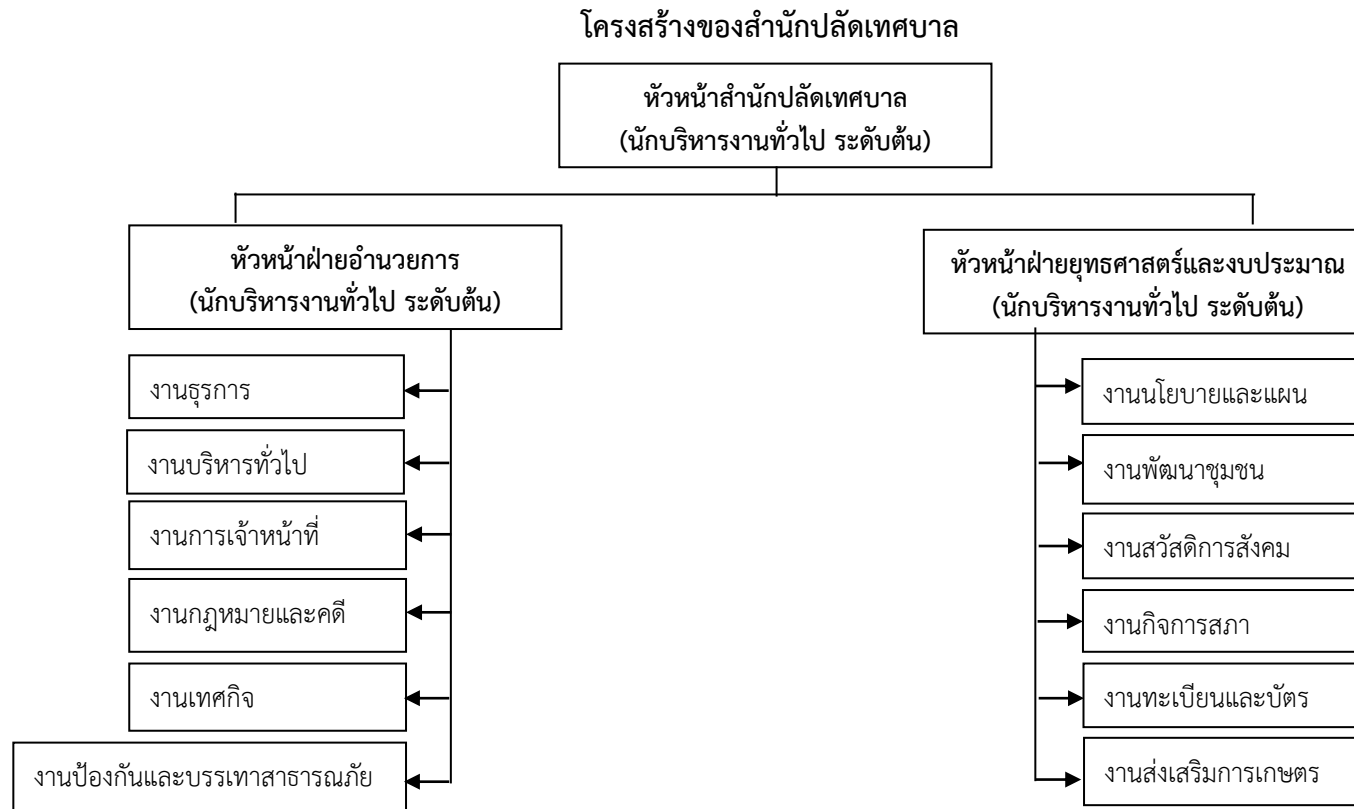 โครงสร้างของสำนักปลัดเทศบาล
หัวหน้าสำนักปลัดเทศบาล
(นักบริหารงานทั่วไป ระดับต้น)
หัวหน้าฝ่ายอำนวยการ
(นักบริหารงานทั่วไป ระดับต้น)
งานธุรการ
งานบริหารทั่วไป
งานการเจ้าหน้าที่
งานกฎหมายและคดี
งานเทศกิจ
งานป้องกันและบรรเทาสาธารณภัย
หัวหน้าฝ่ายยุทธศาสตร์และงบประมาณ
(นักบริหารงานทั่วไป ระดับต้น)
งานนโยบายและแผน
งานพัฒนาชุมชน
งานสวัสดิการสังคม
งานกิจการสภา
งานทะเบียนและบัตร
งานส่งเสริมการเกษตร